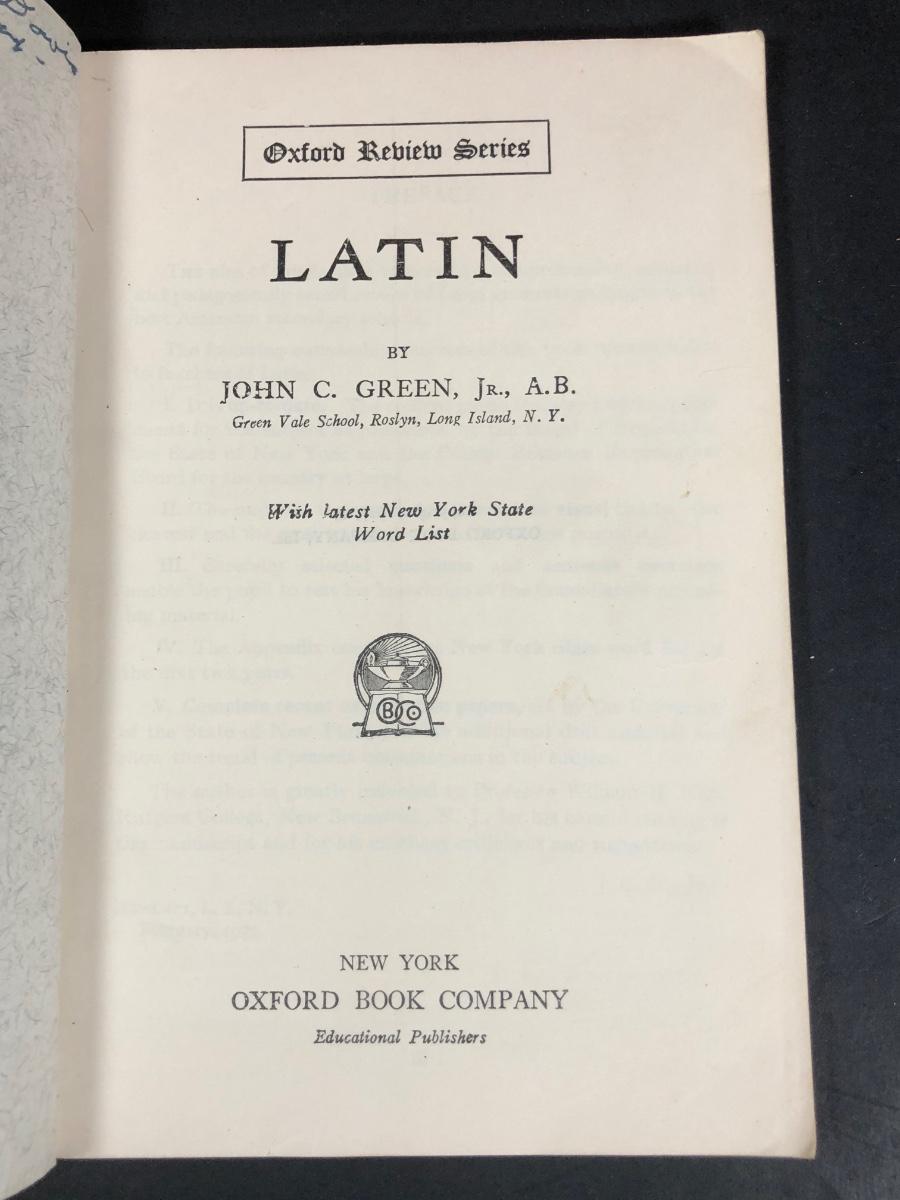 Oxford Review Series
LATIN
BY
JOHN C. GREEN, JR., A.B.
Green Vale School, Roslyn, Long Island, N. Y.
With latest New York State
Word List
OBCo
NEW YORK
OXFORD BOOK COMPANY
Educational Publishers